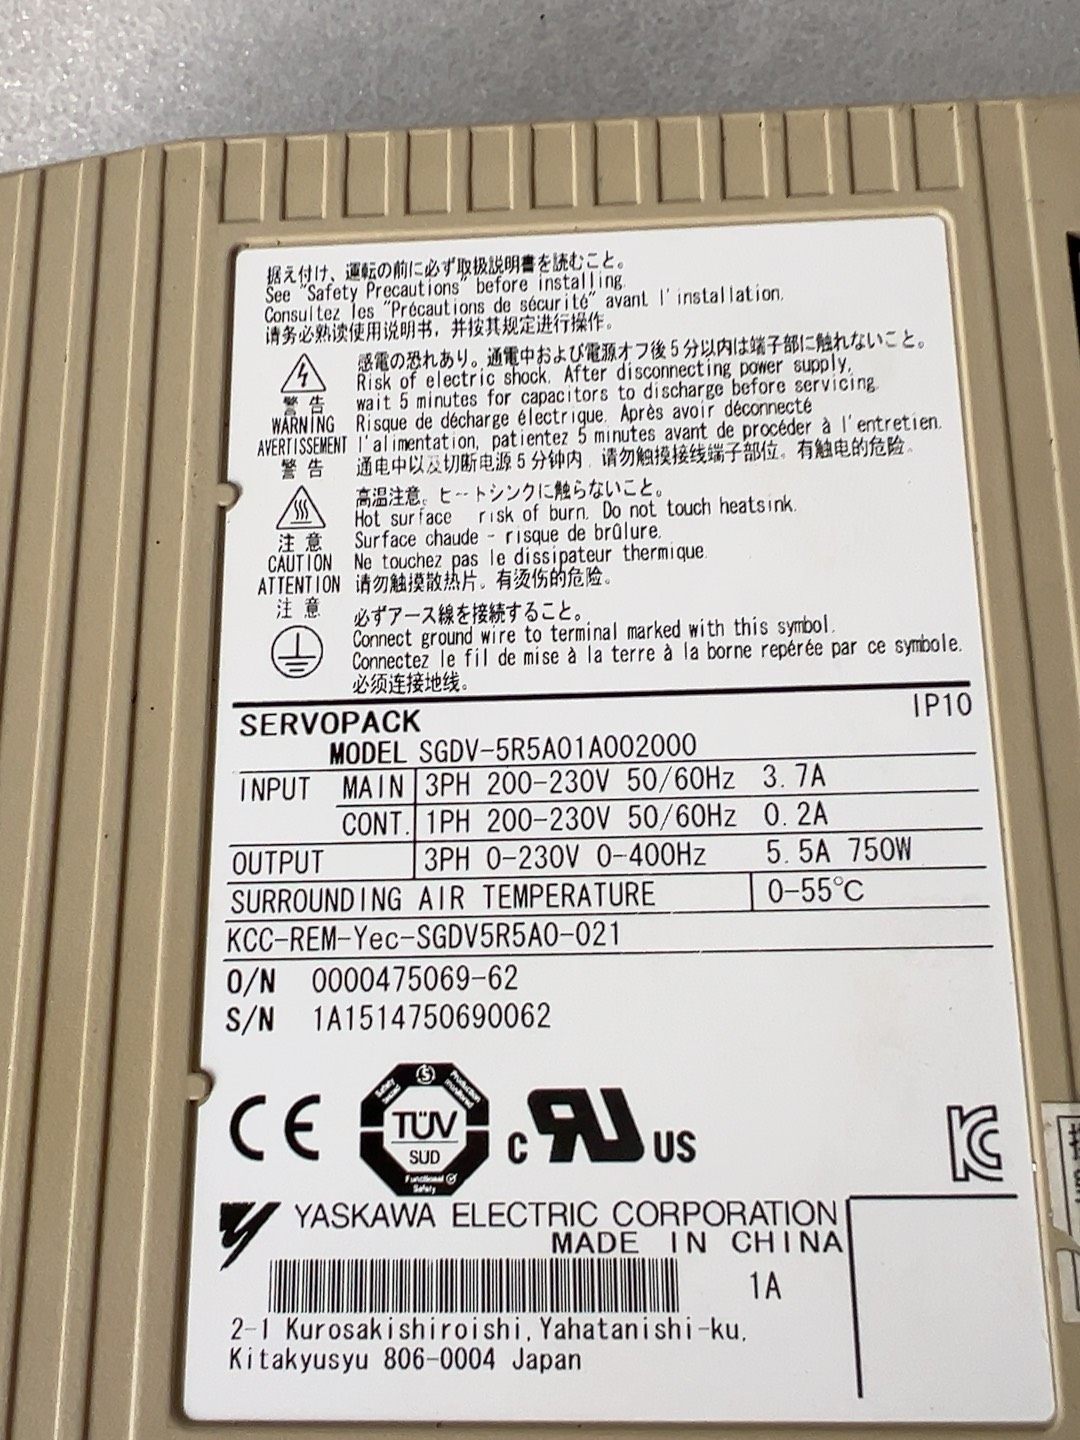 据え付け、運転の前に必ず取扱説明書を読むこと。
See "Safety Precautions" before installing.
Consultez les "Précautions de sécurité" avant l'installation.
请务必熟读使用说明书，并按其规定进行操作。
感電の恐れあり。通電中および電源オフ後5分以内は端子部に触れないこと。
Risk of electric shock. After disconnecting power supply,
wait 5 minutes for capacitors to discharge before servicing.
Risque de décharge électrique. Après avoir déconnecté
l'alimentation, patientez 5 minutes avant de procéder à l'entretien.
通电中以及切断电源5分钟内，请勿触摸接线端子部位。有触电的危险。
警告
WARNING
AVERTISSEMENT
警告
高温注意。ヒートシンクに触らないこと。
Hot surface risk of burn. Do not touch heatsink.
Surface chaude - risque de brûlure.
Ne touchez pas le dissipateur thermique.
请勿触摸散热片。有烫伤的危险。
注意
CAUTION
ATTENTION
注意
必ずアース線を接続すること。
Connect ground wire to terminal marked with this symbol.
Connectez le fil de mise à la terre à la borne repérée par ce symbole.
必须连接地线。
SERVOPACK IP10
MODEL SGDV-5R5A01A002000
INPUT MAIN 3PH 200-230V 50/60Hz 3.7A
CONT. 1PH 200-230V 50/60Hz 0.2A
OUTPUT 3PH 0-230V 0-400Hz 5.5A 750W
SURROUNDING AIR TEMPERATURE 0-55℃
KCC-REM-Yec-SGDV5R5A0-021
O/N 0000475069-62
S/N 1A1514750690062
CE
Safety tested
Production monitored
TÜV
SUD
Functional Safety
c RU US
KC
YASKAWA ELECTRIC CORPORATION
MADE IN CHINA
1A
2-1 Kurosakishiroishi, Yahatanishi-ku,
Kitakyusyu 806-0004 Japan